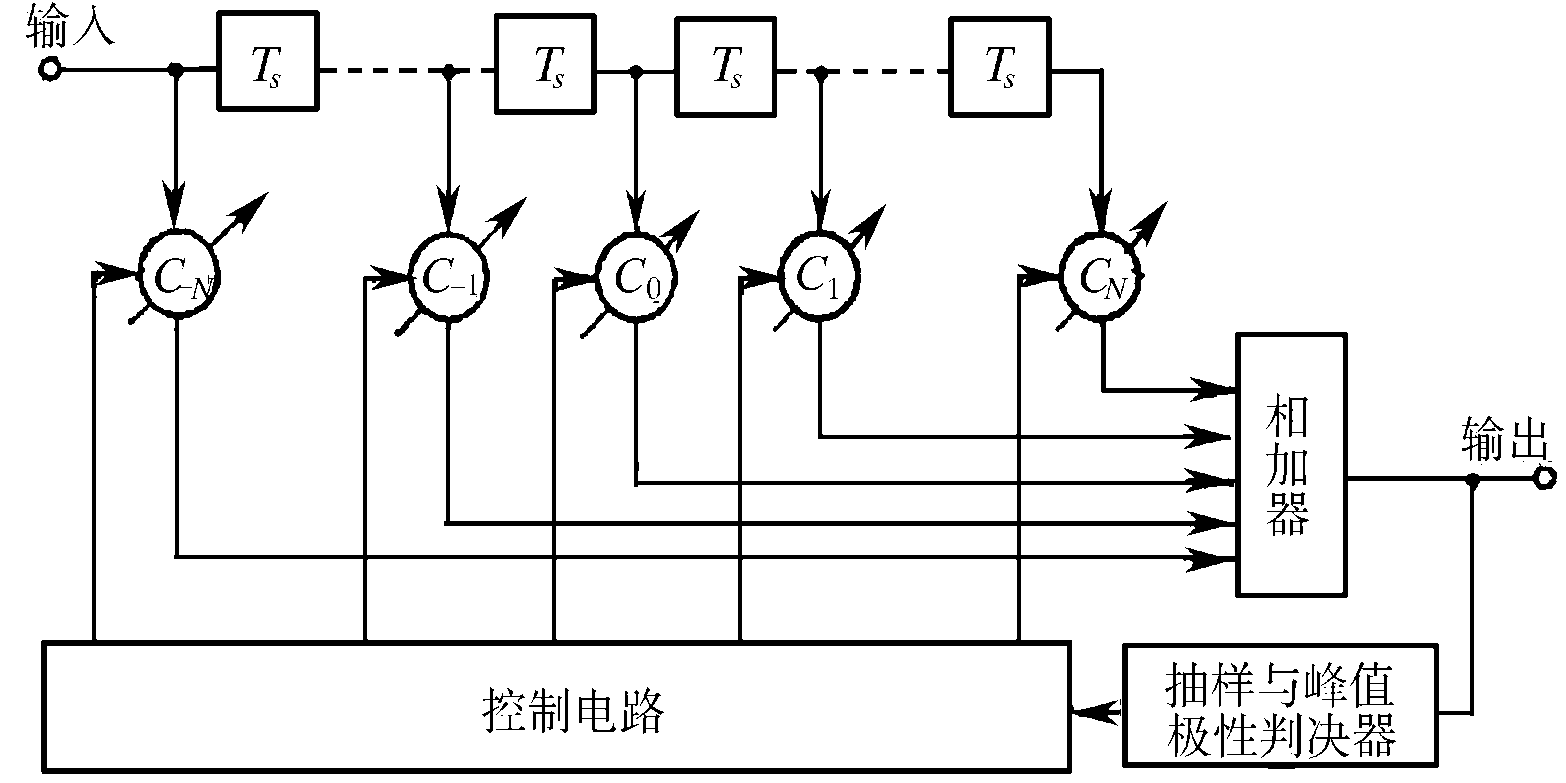 输入
Ts Ts Ts Ts
C-N C-1 C0 C1 CN
相加器
输出
控制电路
抽样与峰值
极性判决器